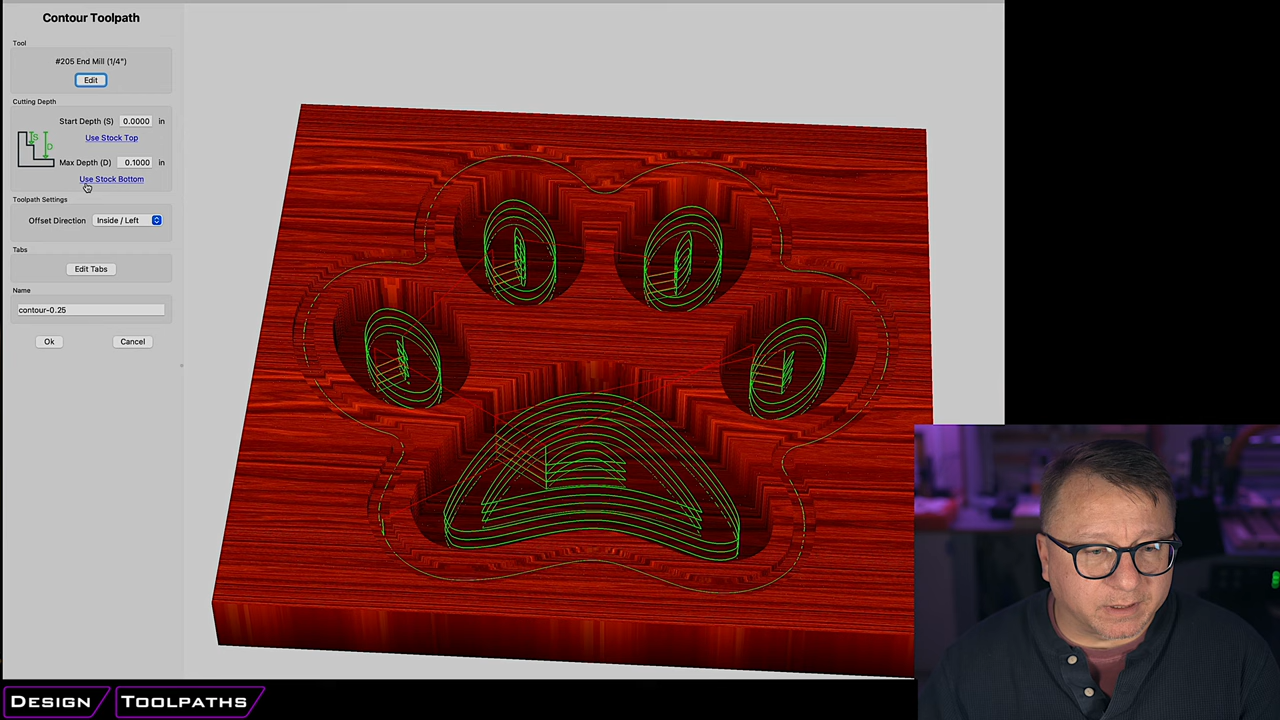 Contour Toolpath
Tool
#205 End Mill (1/4")
Edit
Cutting Depth
Start Depth (S) 0.0000 in
Use Stock Top
S
D
Max Depth (D) 0.1000 in
Use Stock Bottom
Toolpath Settings
Offset Direction Inside / Left
Tabs
Edit Tabs
Name
contour-0.25
Ok Cancel
Design Toolpaths